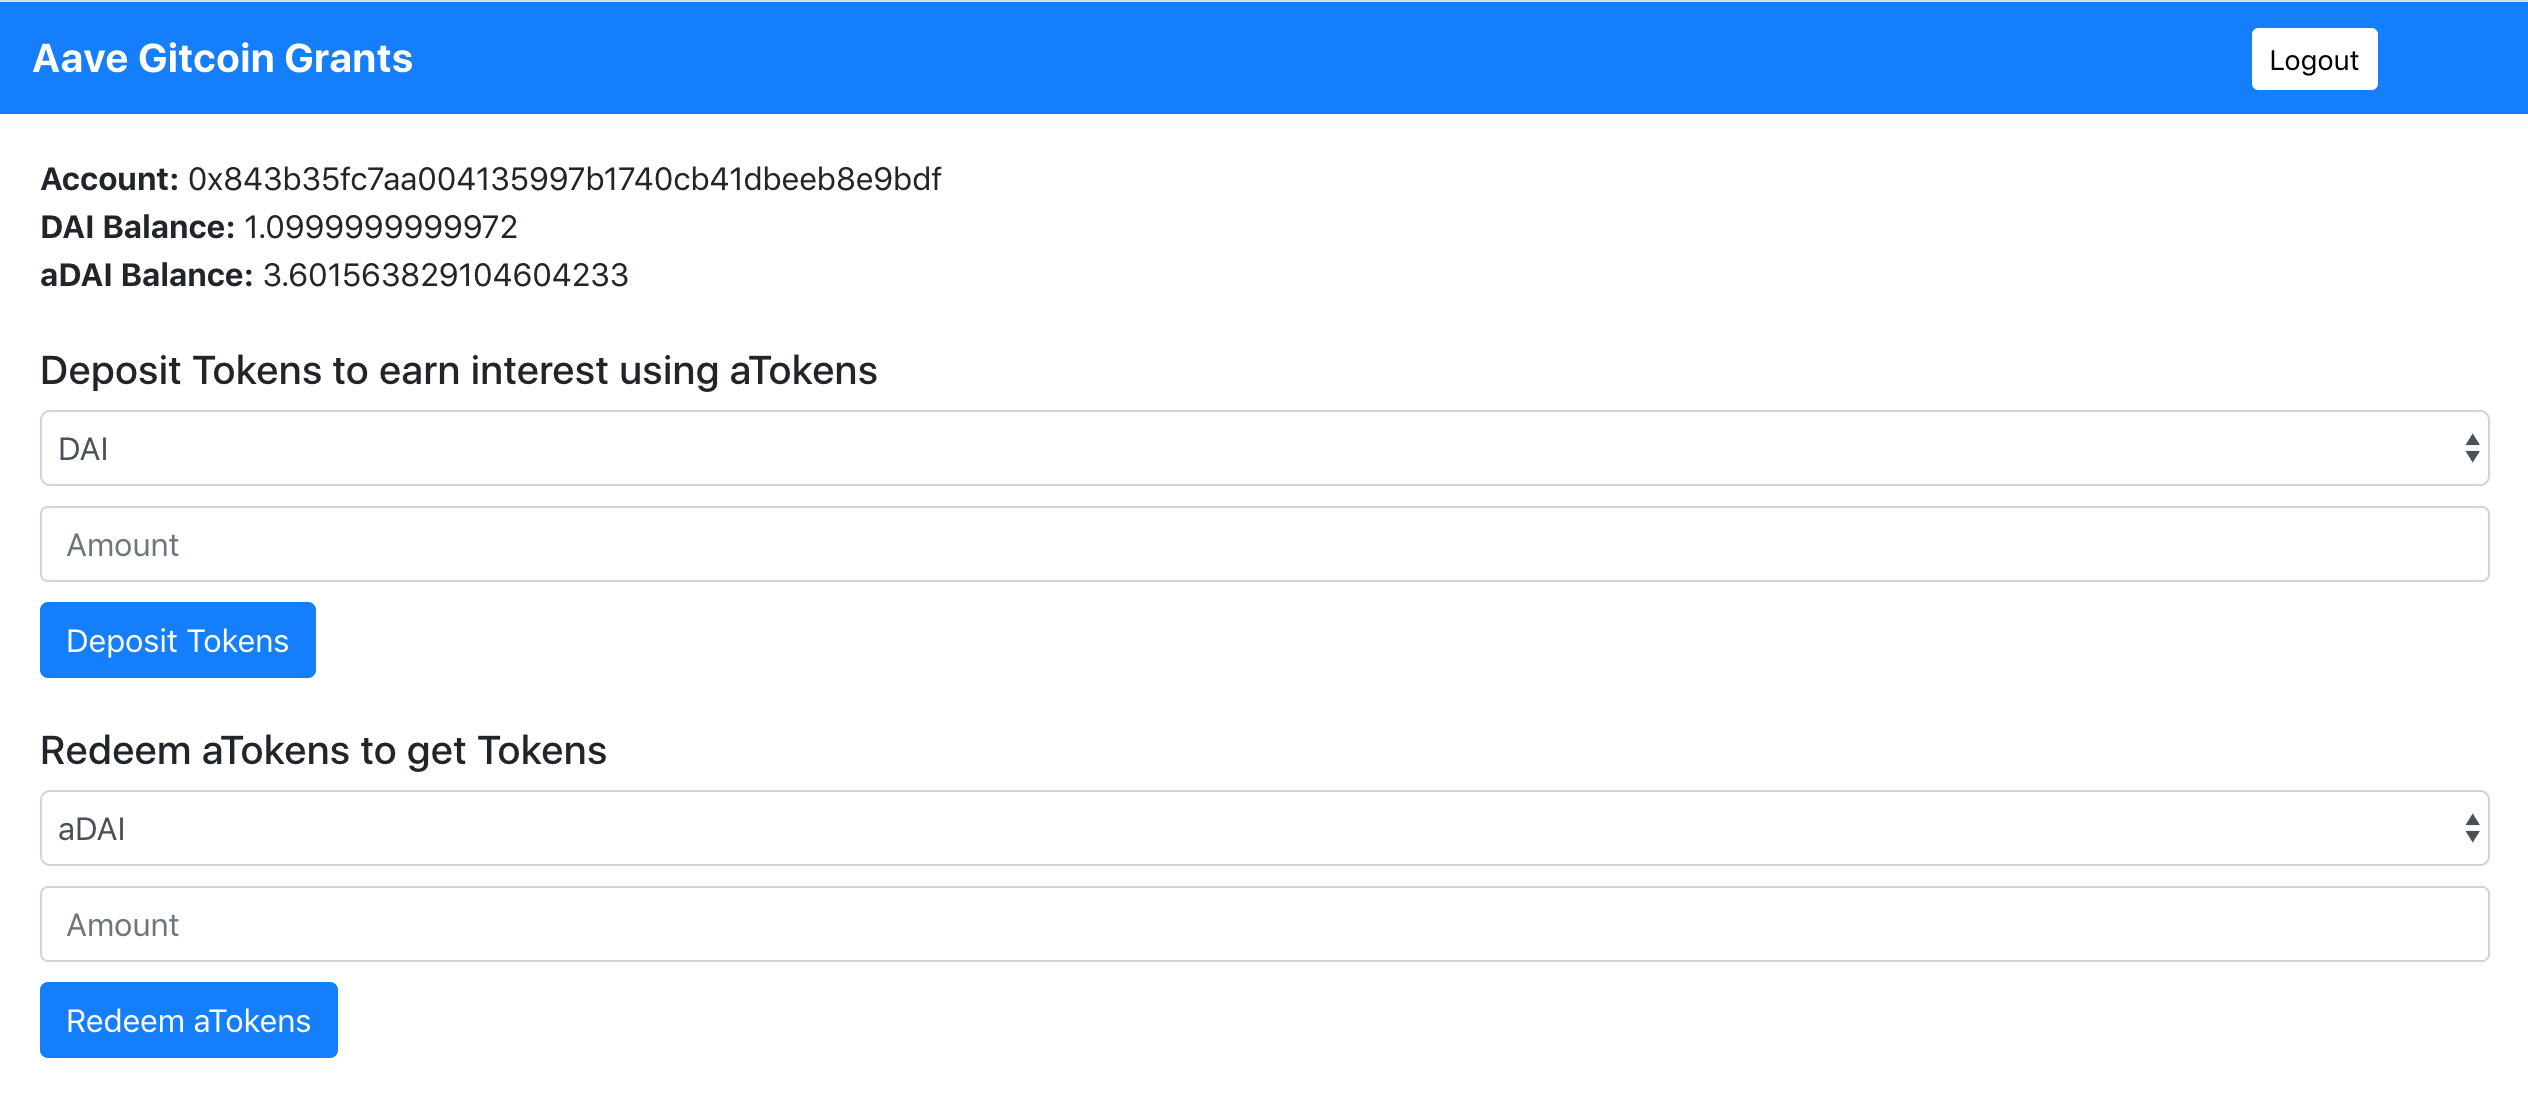 Aave Gitcoin Grants
Logout
Account: 0x843b35fc7aa004135997b1740cb41dbeeb8e9bdf
DAI Balance: 1.0999999999972
aDAI Balance: 3.601563829104604233
Deposit Tokens to earn interest using aTokens
DAI
Amount
Deposit Tokens
Redeem aTokens to get Tokens
aDAI
Amount
Redeem aTokens